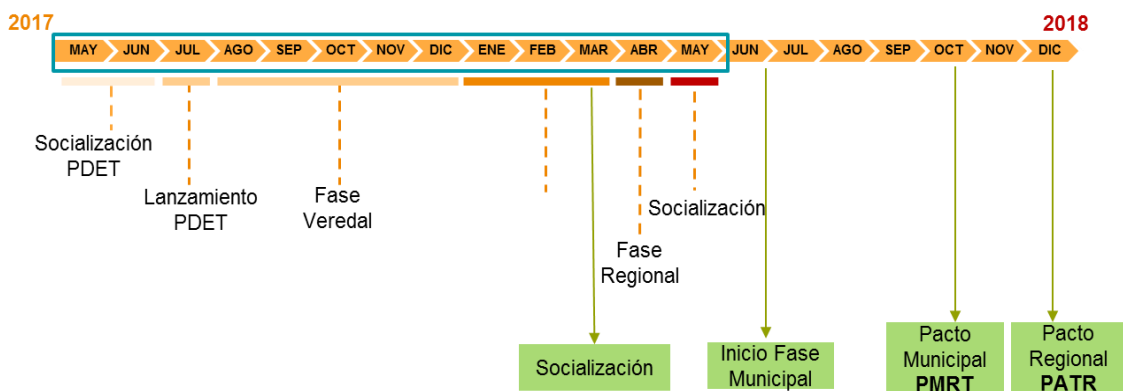 2017
2018
MAY JUN JUL AGO SEP OCT NOV DIC ENE FEB MAR ABR MAY JUN JUL AGO SEP OCT NOV DIC
Socialización
PDET
Lanzamiento
PDET
Fase
Veredal
Socialización
Fase
Regional
Socialización
Inicio Fase
Municipal
Pacto
Municipal
PMRT
Pacto
Regional
PATR